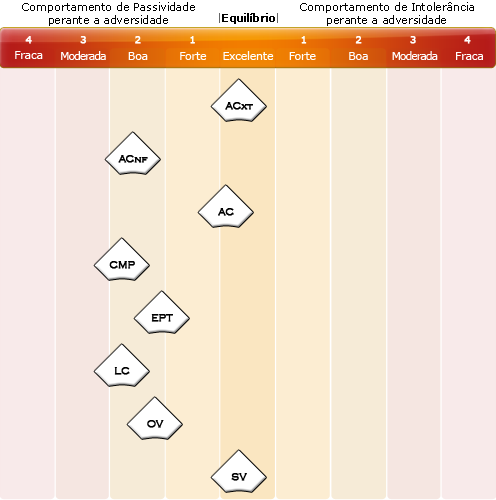 Comportamento de Passividade
perante a adversidade
|Equilíbrio|
Comportamento de Intolerância
perante a adversidade
4 3 2 1 1 2 3 4
Fraca Moderada Boa Forte Excelente Forte Boa Moderada Fraca
ACXT
ACNF
AC
CMP
EPT
LC
OV
SV